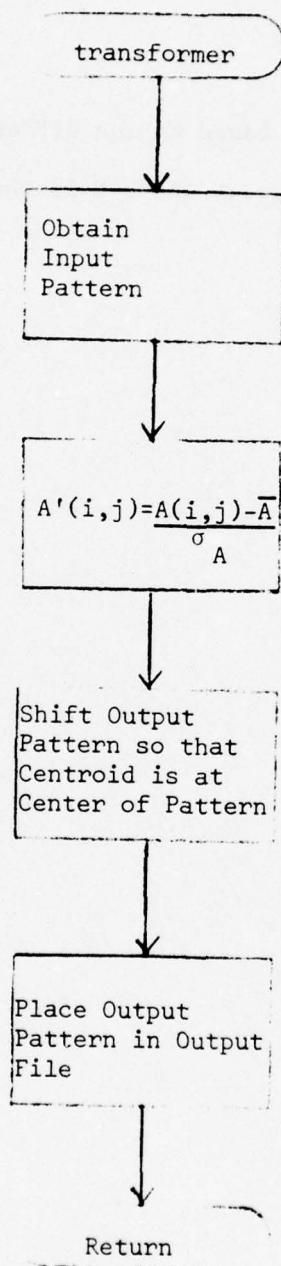 transformer
Obtain
Input
Pattern
A'(i,j)=A(i,j)-A̅
σ
A
Shift Output
Pattern so that
Centroid is at
Center of Pattern
Place Output
Pattern in Output
File
Return